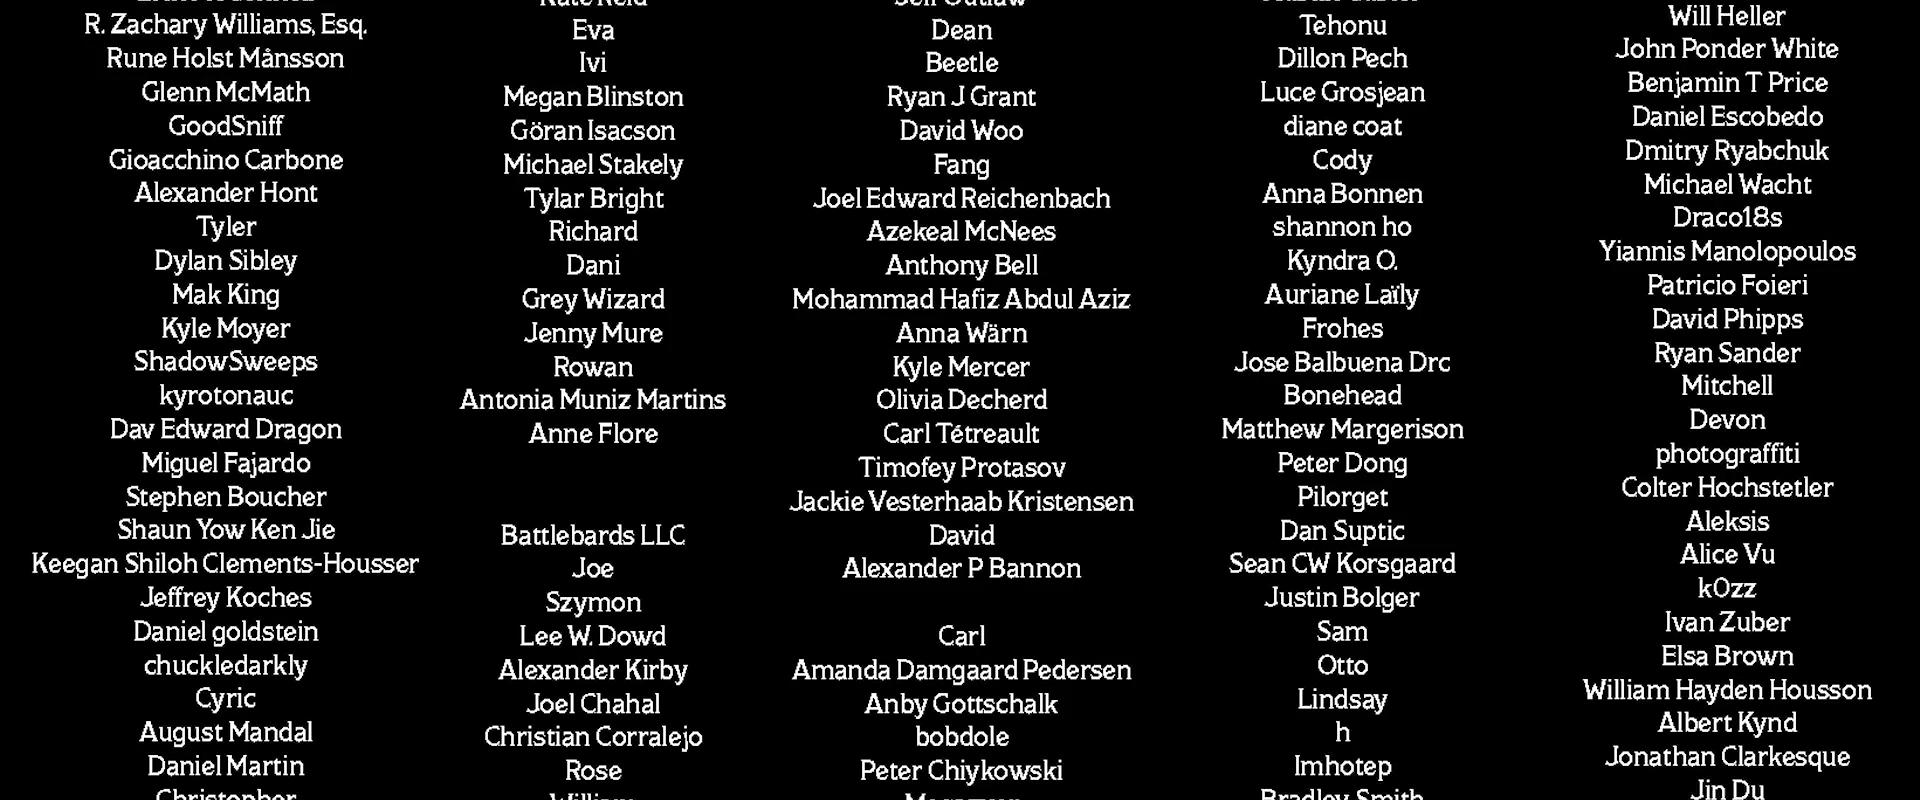 R. Zachary Williams, Esq.
Rune Holst Månsson
Glenn McMath
GoodSniff
Gioacchino Carbone
Alexander Hont
Tyler
Dylan Sibley
Mak King
Kyle Moyer
ShadowSweeps
kyrotonauc
Dav Edward Dragon
Miguel Fajardo
Stephen Boucher
Shaun Yow Ken Jie
Keegan Shiloh Clements-Housser
Jeffrey Koches
Daniel goldstein
chuckledarkly
Cyric
August Mandal
Daniel Martin
Christopher
Kate Reid
Eva
Ivi
Megan Blinston
Göran Isacson
Michael Stakely
Tylar Bright
Richard
Dani
Grey Wizard
Jenny Mure
Rowan
Antonia Muniz Martins
Anne Flore
Battlebards LLC
Joe
Szymon
Lee W. Dowd
Alexander Kirby
Joel Chahal
Christian Corralejo
Rose
William
Dean
Beetle
Ryan J Grant
David Woo
Fang
Joel Edward Reichenbach
Azekeal McNees
Anthony Bell
Mohammad Hafiz Abdul Aziz
Anna Wärn
Kyle Mercer
Olivia Decherd
Carl Tétreault
Timofey Protasov
Jackie Vesterhaab Kristensen
David
Alexander P Bannon
Carl
Amanda Damgaard Pedersen
Anby Gottschalk
bobdole
Peter Chiykowski
Tehonu
Dillon Pech
Luce Grosjean
diane coat
Cody
Anna Bonnen
shannon ho
Kyndra O.
Auriane Laïly
Frohes
Jose Balbuena Drc
Bonehead
Matthew Margerison
Peter Dong
Pilorget
Dan Suptic
Sean CW Korsgaard
Justin Bolger
Sam
Otto
Lindsay
h
Imhotep
Bradley Smith
Will Heller
John Ponder White
Benjamin T Price
Daniel Escobedo
Dmitry Ryabchuk
Michael Wacht
Draco18s
Yiannis Manolopoulos
Patricio Foieri
David Phipps
Ryan Sander
Mitchell
Devon
photograffiti
Colter Hochstetler
Aleksis
Alice Vu
kOzz
Ivan Zuber
Elsa Brown
William Hayden Housson
Albert Kynd
Jonathan Clarkesque
Jin Du